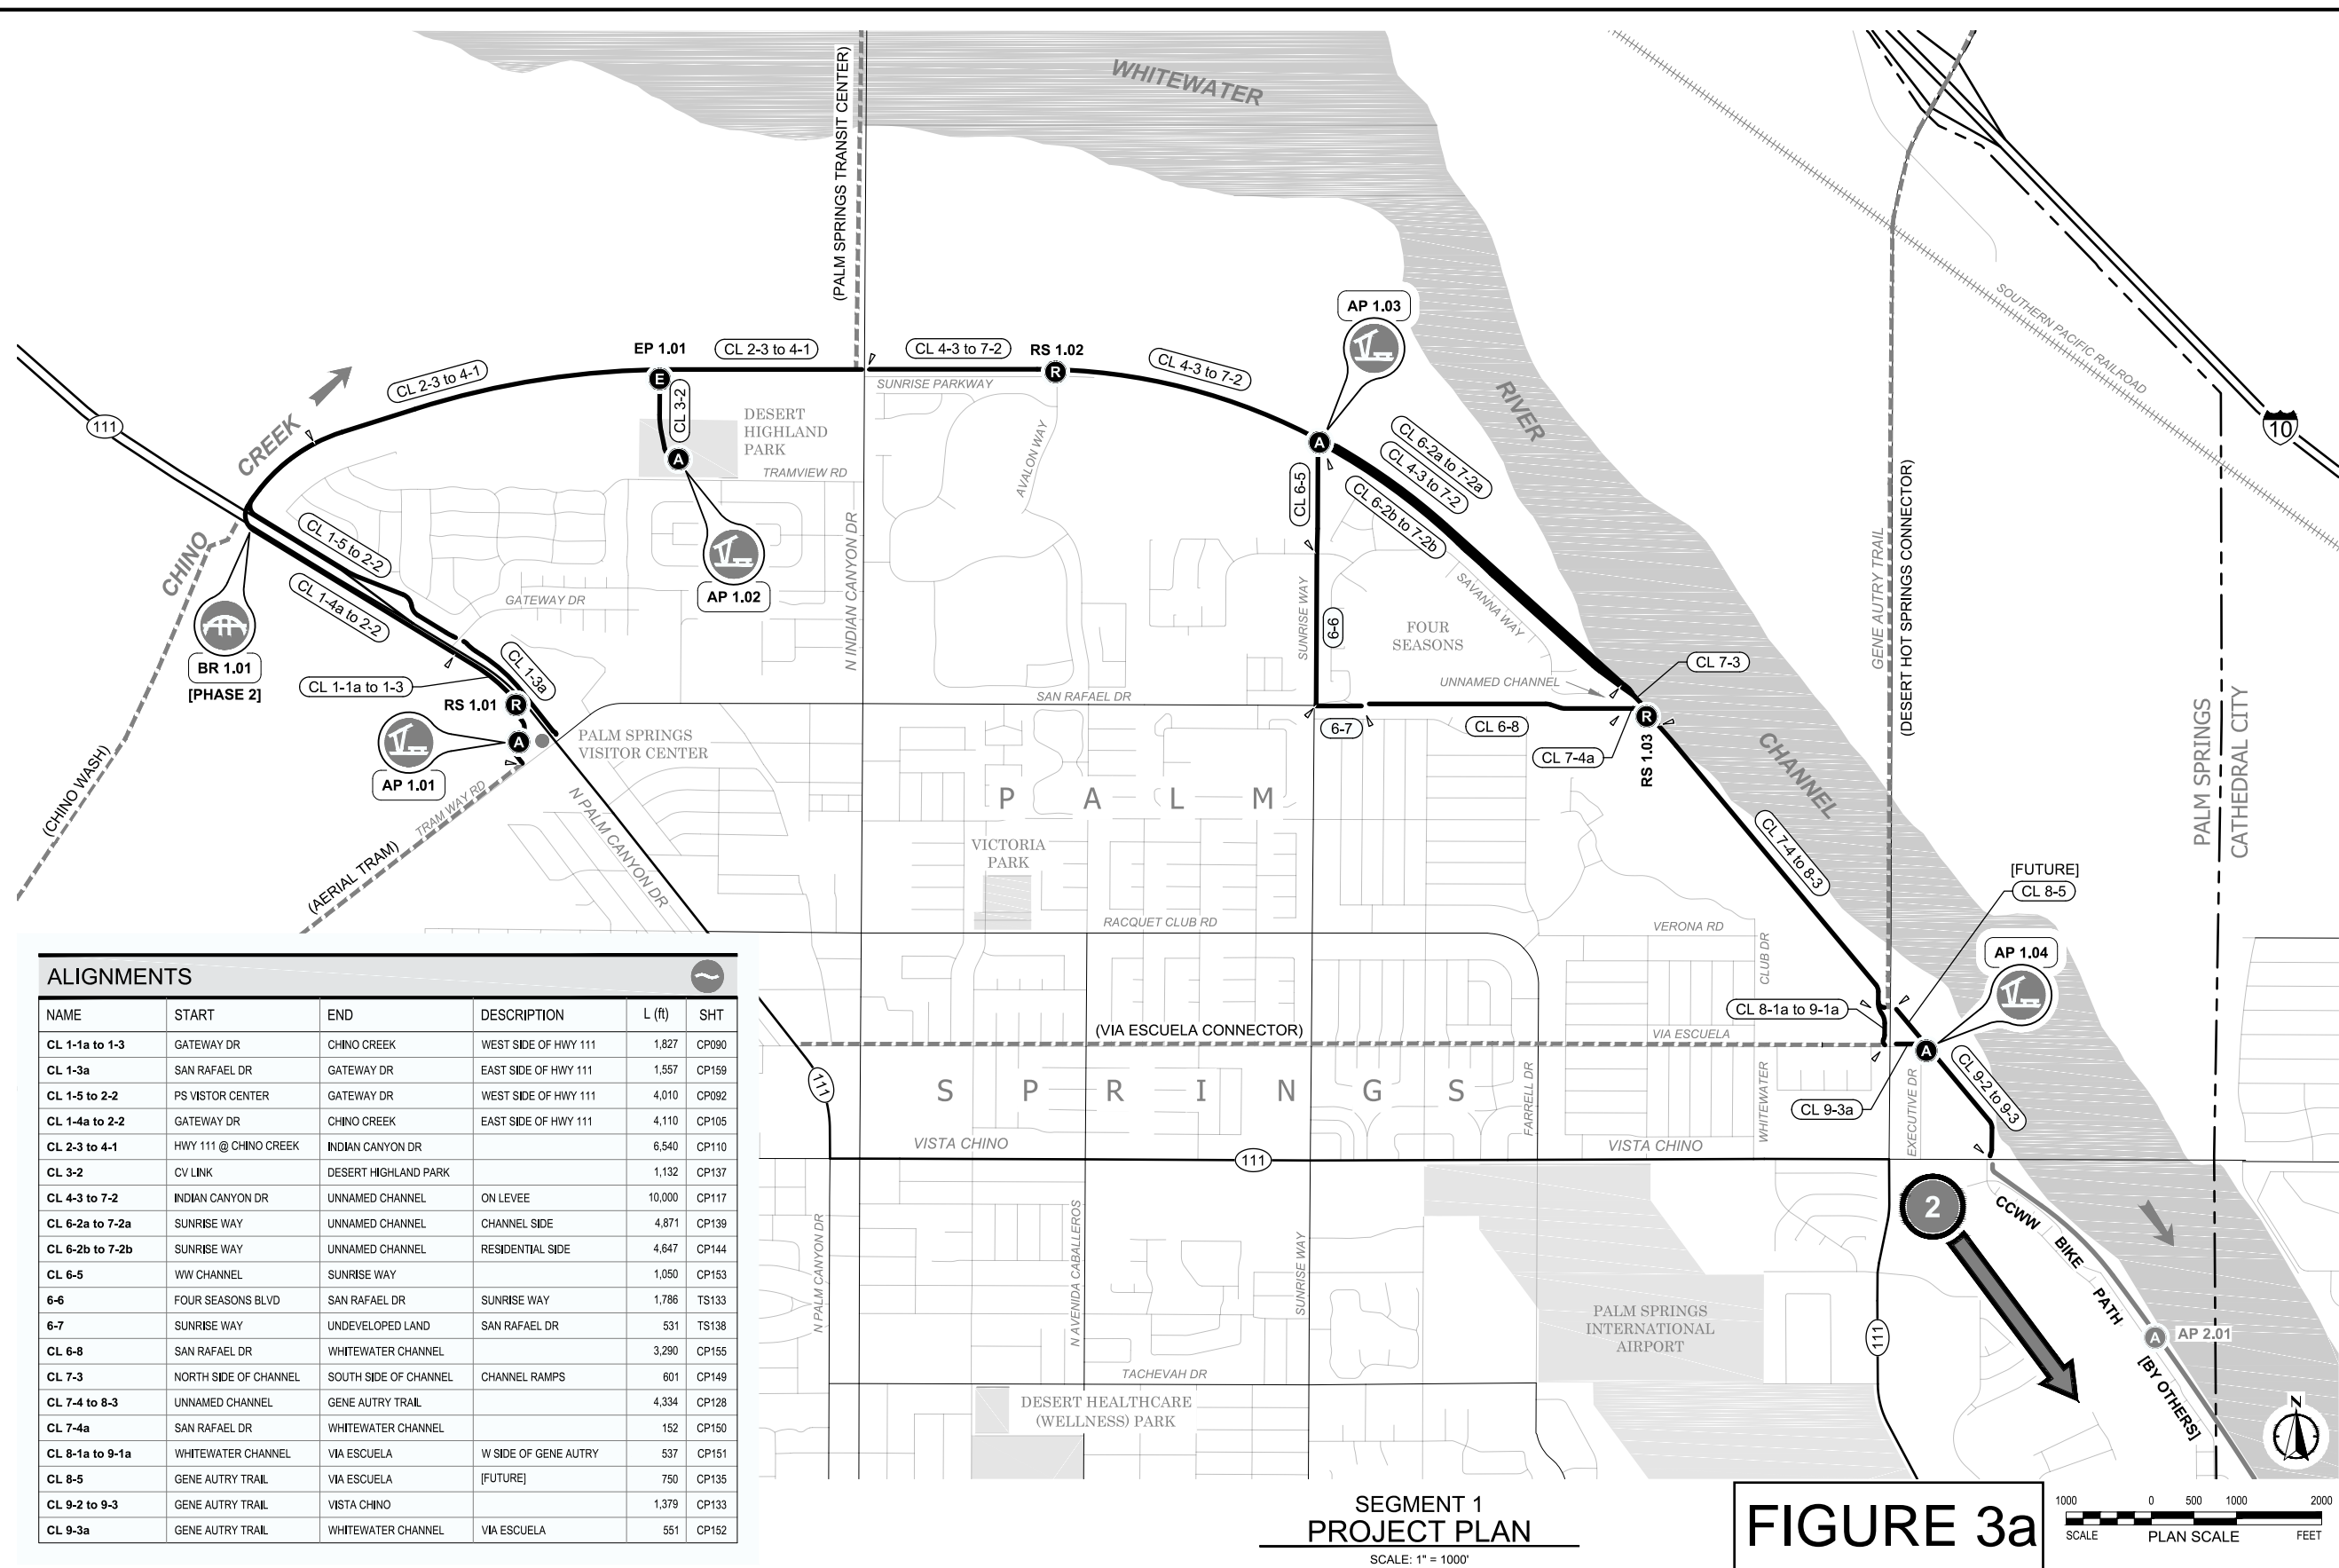 WHITEWATER
RIVER
CHANNEL
(PALM SPRINGS TRANSIT CENTER)
SOUTHERN PACIFIC RAILROAD
10
GENE AUTRY TRAIL
(DESERT HOT SPRINGS CONNECTOR)
PALM SPRINGS
CATHEDRAL CITY
111
CHINO
CREEK
CL 2-3 to 4-1
EP 1.01
E
CL 2-3 to 4-1
CL 4-3 to 7-2
RS 1.02
R
CL 4-3 to 7-2
AP 1.03
A
SUNRISE PARKWAY
CL 3-2
DESERT
HIGHLAND
PARK
A
TRAMVIEW RD
AVALON WAY
AP 1.02
N INDIAN CANYON DR
CL 6-2a to 7-2a
CL 4-3 to 7-2
CL 6-2b to 7-2b
CL 6-5
SAVANNA WAY
SUNRISE WAY
6-6
FOUR
SEASONS
UNNAMED CHANNEL
CL 7-3
CL 1-5 to 2-2
CL 1-4a to 2-2
GATEWAY DR
BR 1.01
[PHASE 2]
CL 1-1a to 1-3
CL 1-3a
RS 1.01
R
A
AP 1.01
PALM SPRINGS
VISITOR CENTER
SAN RAFAEL DR
6-7
CL 6-8
CL 7-4a
R
RS 1.03
(CHINO WASH)
TRAM WAY RD
(AERIAL TRAM)
N PALM CANYON DR
PALM
VICTORIA
PARK
RACQUET CLUB RD
CL 7-4 to 8-3
VERONA RD
CLUB DR
WHITEWATER
[FUTURE]
CL 8-5
AP 1.04
A
CL 8-1a to 9-1a
(VIA ESCUELA CONNECTOR)
VIA ESCUELA
CL 9-2 to 9-3
CL 9-3a
EXECUTIVE DR
SPRINGS
FARRELL DR
111
VISTA CHINO
111
VISTA CHINO
2
CCWW BIKE PATH
A
AP 2.01
[BY OTHERS]
N PALM CANYON DR
N AVENIDA CABALLEROS
SUNRISE WAY
PALM SPRINGS
INTERNATIONAL
AIRPORT
111
TACHEVAH DR
DESERT HEALTHCARE
(WELLNESS) PARK
N
ALIGNMENTS
NAME START END DESCRIPTION L (ft) SHT
CL 1-1a to 1-3 GATEWAY DR CHINO CREEK WEST SIDE OF HWY 111 1,827 CP090
CL 1-3a SAN RAFAEL DR GATEWAY DR EAST SIDE OF HWY 111 1,557 CP159
CL 1-5 to 2-2 PS VISTOR CENTER GATEWAY DR WEST SIDE OF HWY 111 4,010 CP092
CL 1-4a to 2-2 GATEWAY DR CHINO CREEK EAST SIDE OF HWY 111 4,110 CP105
CL 2-3 to 4-1 HWY 111 @ CHINO CREEK INDIAN CANYON DR 6,540 CP110
CL 3-2 CV LINK DESERT HIGHLAND PARK 1,132 CP137
CL 4-3 to 7-2 INDIAN CANYON DR UNNAMED CHANNEL ON LEVEE 10,000 CP117
CL 6-2a to 7-2a SUNRISE WAY UNNAMED CHANNEL CHANNEL SIDE 4,871 CP139
CL 6-2b to 7-2b SUNRISE WAY UNNAMED CHANNEL RESIDENTIAL SIDE 4,647 CP144
CL 6-5 WW CHANNEL SUNRISE WAY 1,050 CP153
6-6 FOUR SEASONS BLVD SAN RAFAEL DR SUNRISE WAY 1,786 TS133
6-7 SUNRISE WAY UNDEVELOPED LAND SAN RAFAEL DR 531 TS138
CL 6-8 SAN RAFAEL DR WHITEWATER CHANNEL 3,290 CP155
CL 7-3 NORTH SIDE OF CHANNEL SOUTH SIDE OF CHANNEL CHANNEL RAMPS 601 CP149
CL 7-4 to 8-3 UNNAMED CHANNEL GENE AUTRY TRAIL 4,334 CP128
CL 7-4a SAN RAFAEL DR WHITEWATER CHANNEL 152 CP150
CL 8-1a to 9-1a WHITEWATER CHANNEL VIA ESCUELA W SIDE OF GENE AUTRY 537 CP151
CL 8-5 GENE AUTRY TRAIL VIA ESCUELA [FUTURE] 750 CP135
CL 9-2 to 9-3 GENE AUTRY TRAIL VISTA CHINO 1,379 CP133
CL 9-3a GENE AUTRY TRAIL WHITEWATER CHANNEL VIA ESCUELA 551 CP152
SEGMENT 1
PROJECT PLAN
SCALE: 1" = 1000'
FIGURE 3a
1000 0 500 1000 2000
SCALE PLAN SCALE FEET